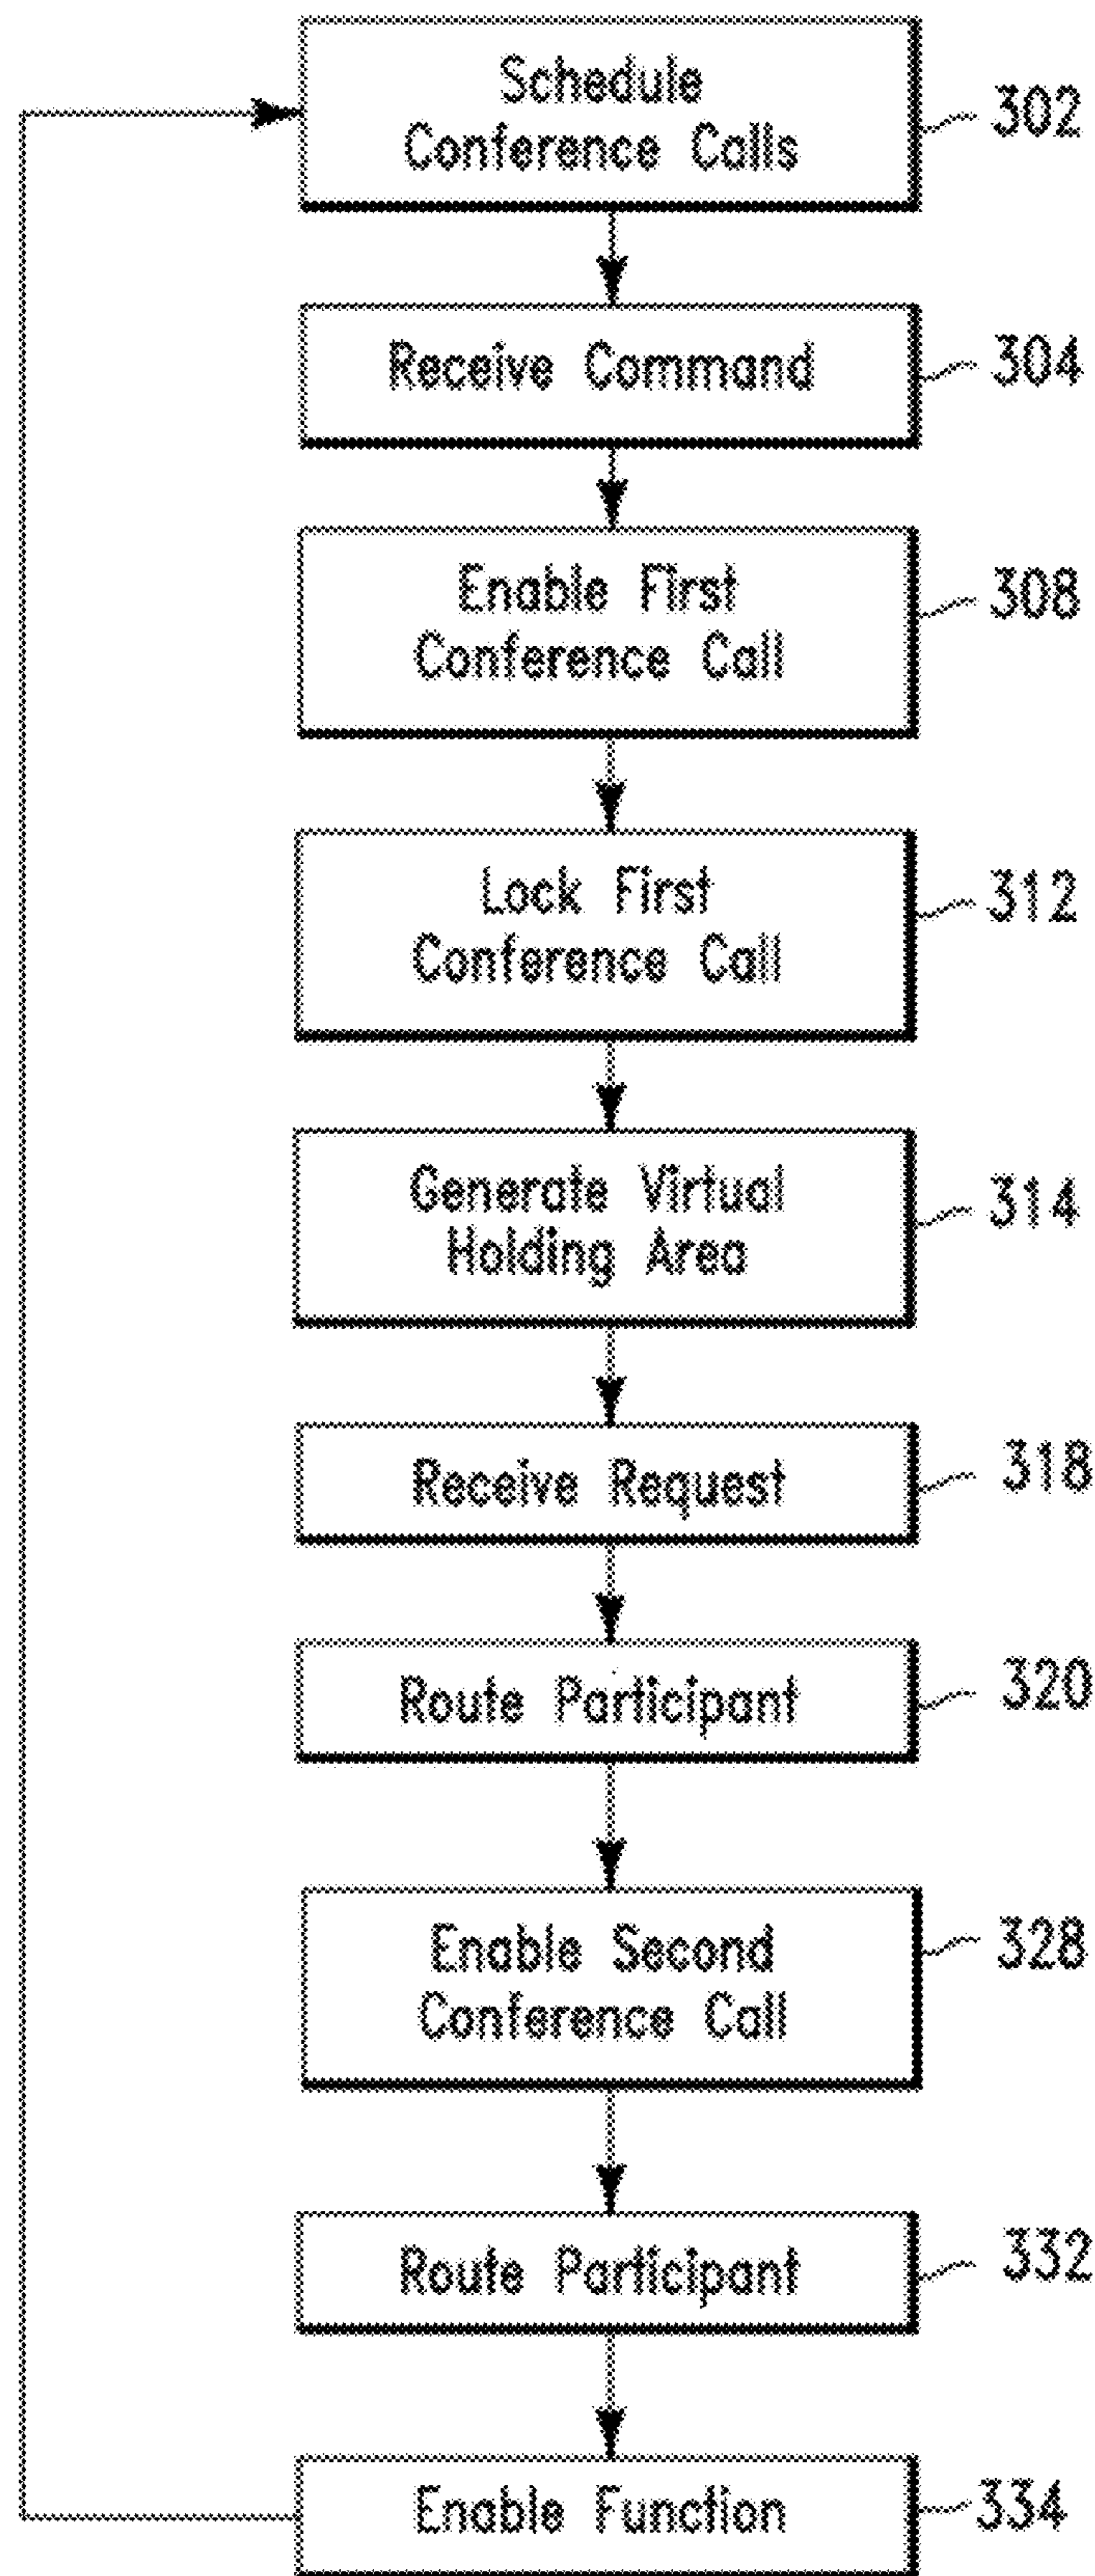 Schedule
Conference Calls
302
Receive Command
304
Enable First
Conference Call
308
Lock First
Conference Call
312
Generate Virtual
Holding Area
314
Receive Request
318
Route Participant
320
Enable Second
Conference Call
328
Route Participant
332
Enable Function
334